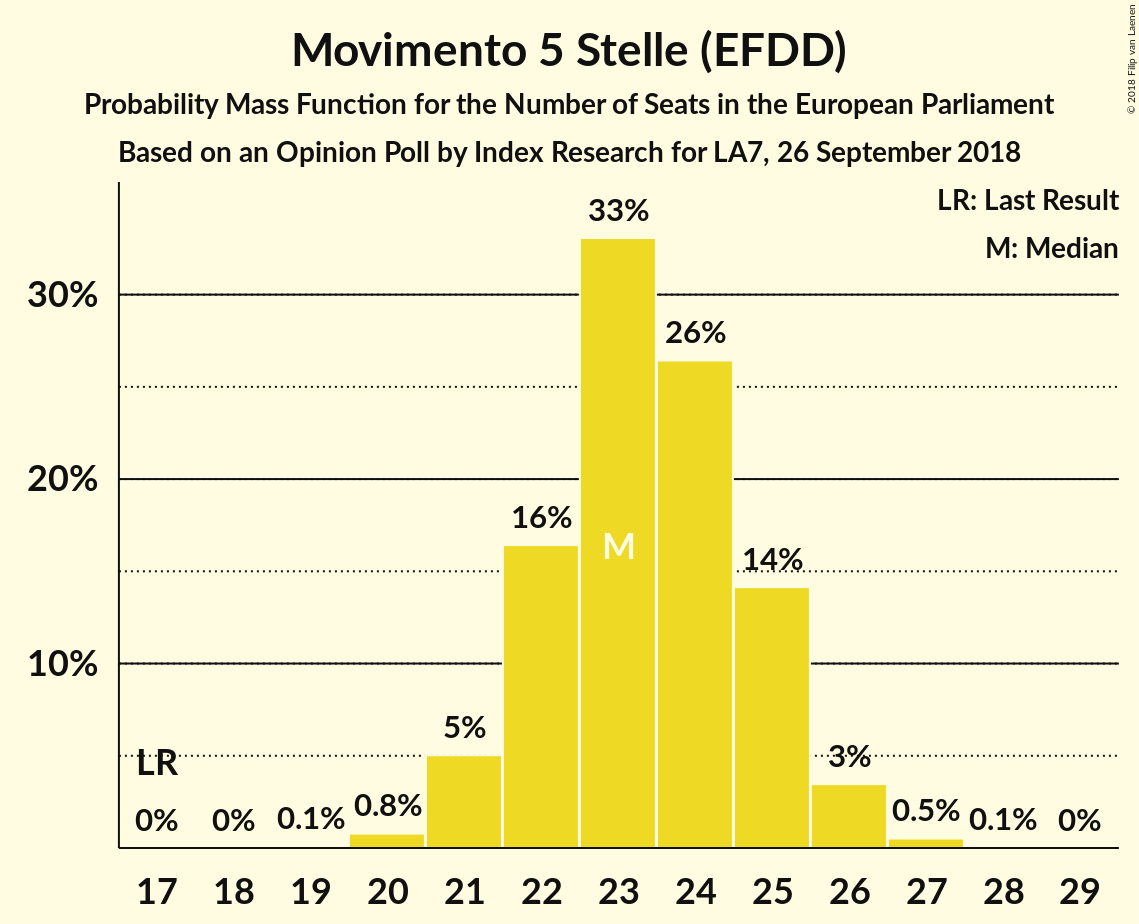 Movimento 5 Stelle (EFDD)
Probability Mass Function for the Number of Seats in the European Parliament
Based on an Opinion Poll by Index Research for LA7, 26 September 2018
© 2018 Filip van Laenen
LR: Last Result
M: Median
30%
20%
10%
33%
26%
16%
M
14%
5%
LR
3%
0%
0%
0.1%
0.8%
0.5%
0.1%
0%
17 18 19 20 21 22 23 24 25 26 27 28 29